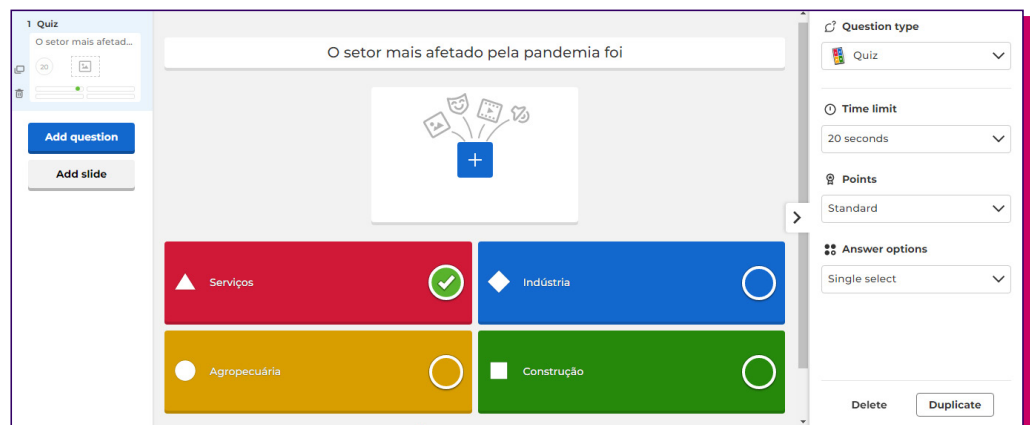 1 Quiz
O setor mais afetad...
20
Add question
Add slide
O setor mais afetado pela pandemia foi
Serviços
Indústria
Agropecuária
Construção
Question type
Quiz
Time limit
20 seconds
Points
Standard
Answer options
Single select
Delete
Duplicate